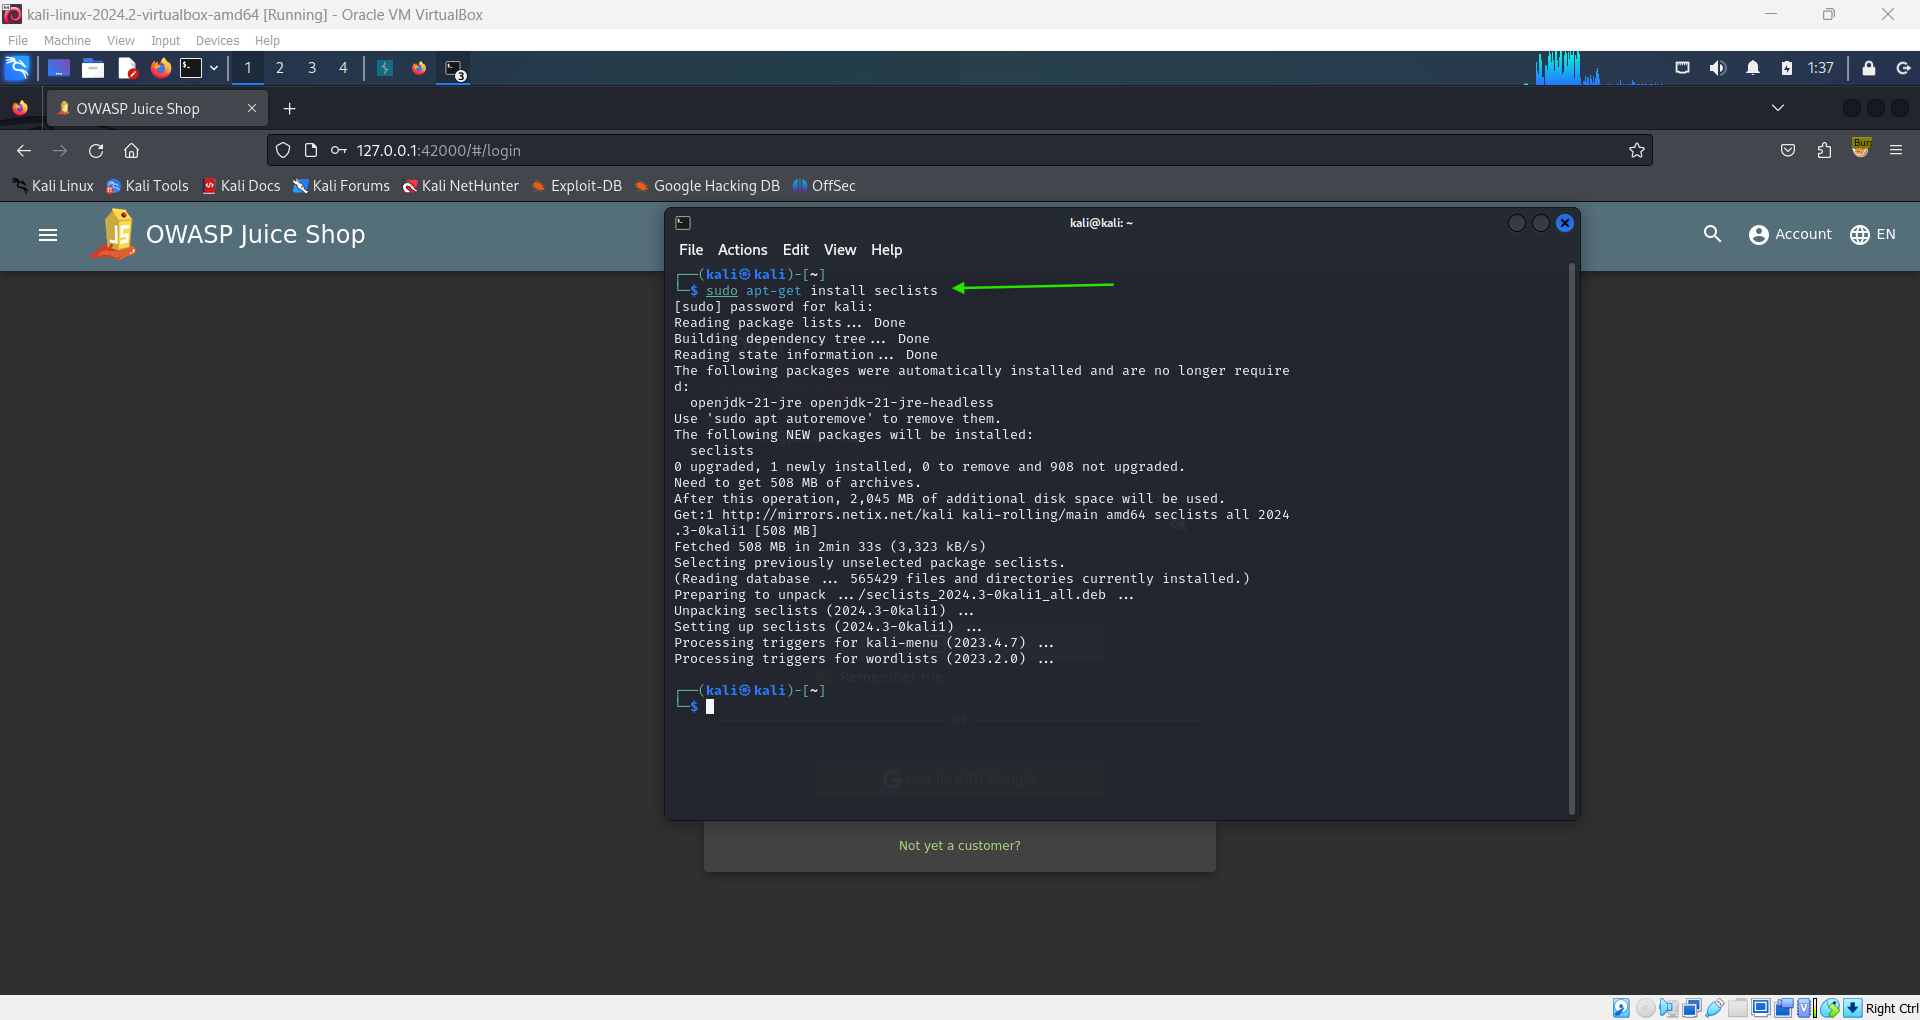 kali-linux-2024.2-virtualbox-amd64 [Running] - Oracle VM VirtualBox
File Machine View Input Devices Help
1 2 3 4 3 1:37
OWASP Juice Shop
127.0.0.1:42000/#/login
Burp
Kali Linux Kali Tools Kali Docs Kali Forums Kali NetHunter Exploit-DB Google Hacking DB OffSec
JS OWASP Juice Shop Account EN
kali@kali: ~
File Actions Edit View Help
┌──(kali㉿kali)-[~]
└─$ sudo apt-get install seclists
[sudo] password for kali:
Reading package lists... Done
Building dependency tree... Done
Reading state information... Done
The following packages were automatically installed and are no longer require
d:
openjdk-21-jre openjdk-21-jre-headless
Use 'sudo apt autoremove' to remove them.
The following NEW packages will be installed:
seclists
0 upgraded, 1 newly installed, 0 to remove and 908 not upgraded.
Need to get 508 MB of archives.
After this operation, 2,045 MB of additional disk space will be used.
Get:1 http://mirrors.netix.net/kali kali-rolling/main amd64 seclists all 2024
.3-0kali1 [508 MB]
Fetched 508 MB in 2min 33s (3,323 kB/s)
Selecting previously unselected package seclists.
(Reading database ... 565429 files and directories currently installed.)
Preparing to unpack .../seclists_2024.3-0kali1_all.deb ...
Unpacking seclists (2024.3-0kali1) ...
Setting up seclists (2024.3-0kali1) ...
Processing triggers for kali-menu (2023.4.7) ...
Processing triggers for wordlists (2023.2.0) ...
Remember me
┌──(kali㉿kali)-[~]
└─$
or
Log in with Google
Not yet a customer?
Right Ctrl